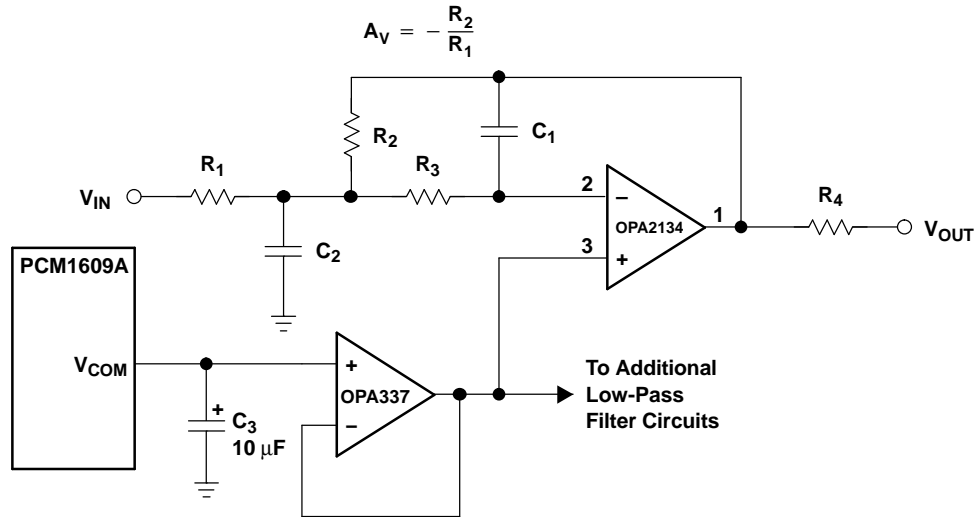 A_V = − R_2 / R_1
R_2
C_1
R_1
R_3
V_IN
2
−
OPA2134
1
R_4
V_OUT
3
+
C_2
PCM1609A
V_COM
+
OPA337
−
To Additional
Low-Pass
Filter Circuits
+
C_3
10 μF